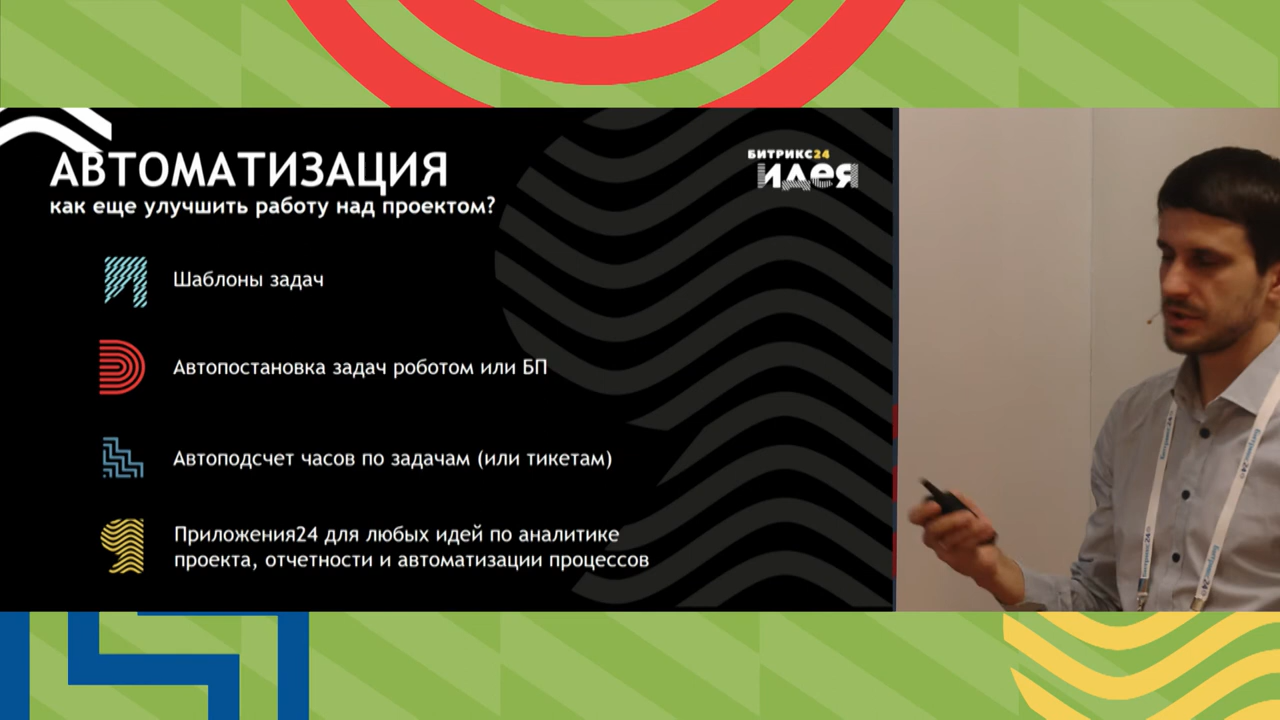 АВТОМАТИЗАЦИЯ
как еще улучшить работу над проектом?
БИТРИКС24
идея
Шаблоны задач
Автопостановка задач роботом или БП
Автоподсчет часов по задачам (или тикетам)
Приложения24 для любых идей по аналитике
проекта, отчетности и автоматизации процессов